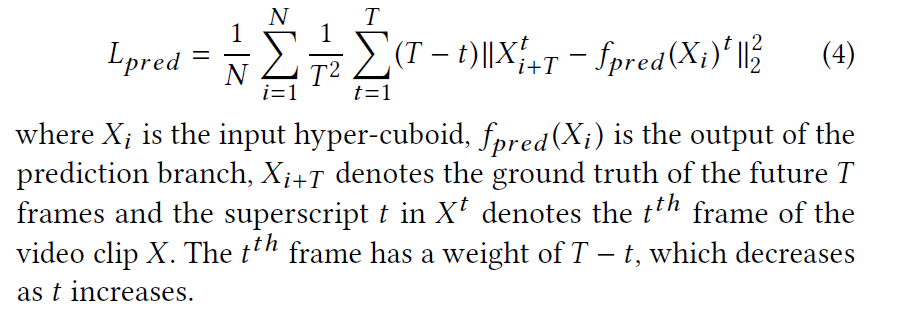 L_{pred} = \frac{1}{N} \sum_{i=1}^{N} \frac{1}{T^2} \sum_{t=1}^{T} (T − t) \| X_{i+T}^{t} − f_{pred}(X_i)^t \|_2^2 (4)
where X_i is the input hyper-cuboid, f_{pred}(X_i) is the output of the
prediction branch, X_{i+T} denotes the ground truth of the future T
frames and the superscript t in X^t denotes the t^{th} frame of the
video clip X. The t^{th} frame has a weight of T − t, which decreases
as t increases.